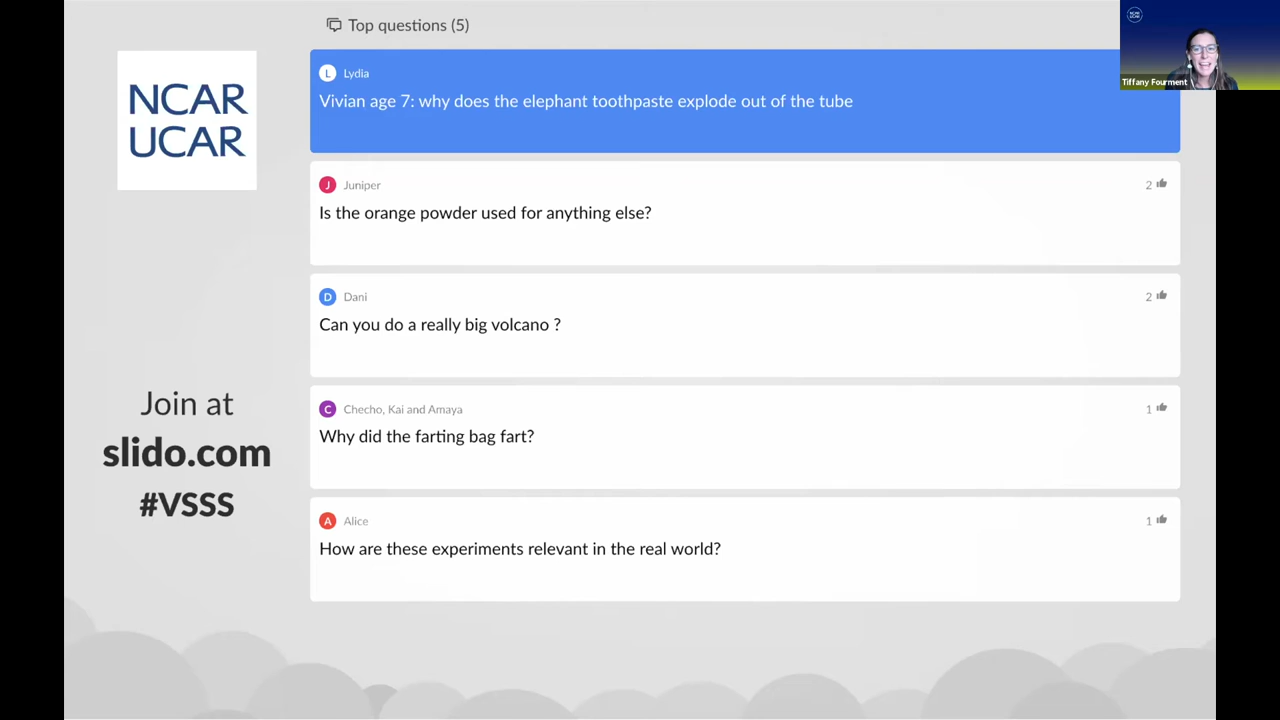 Top questions (5)
NCAR
UCAR
NCAR
UCAR
Tiffany Fourment
L Lydia
Vivian age 7: why does the elephant toothpaste explode out of the tube
J Juniper 2
Is the orange powder used for anything else?
D Dani 2
Can you do a really big volcano ?
C Checho, Kai and Amaya 1
Why did the farting bag fart?
A Alice 1
How are these experiments relevant in the real world?
Join at
slido.com
#VSSS